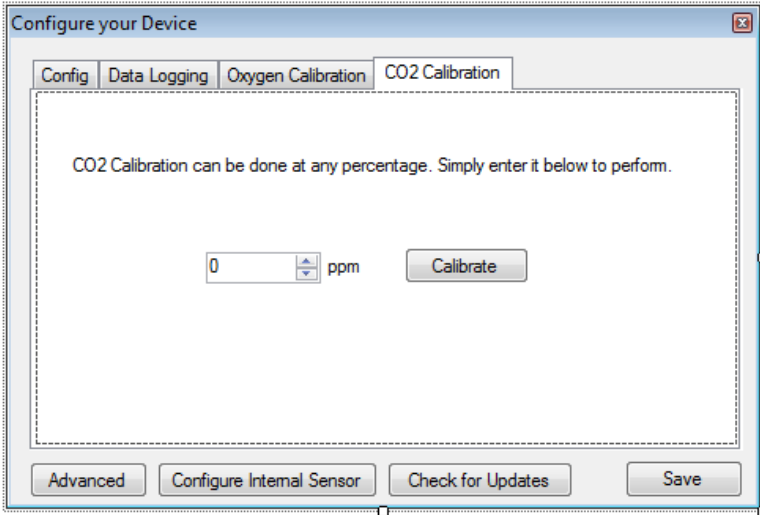 Configure your Device
Config Data Logging Oxygen Calibration CO2 Calibration
CO2 Calibration can be done at any percentage. Simply enter it below to perform.
0 ppm Calibrate
Advanced Configure Internal Sensor Check for Updates Save